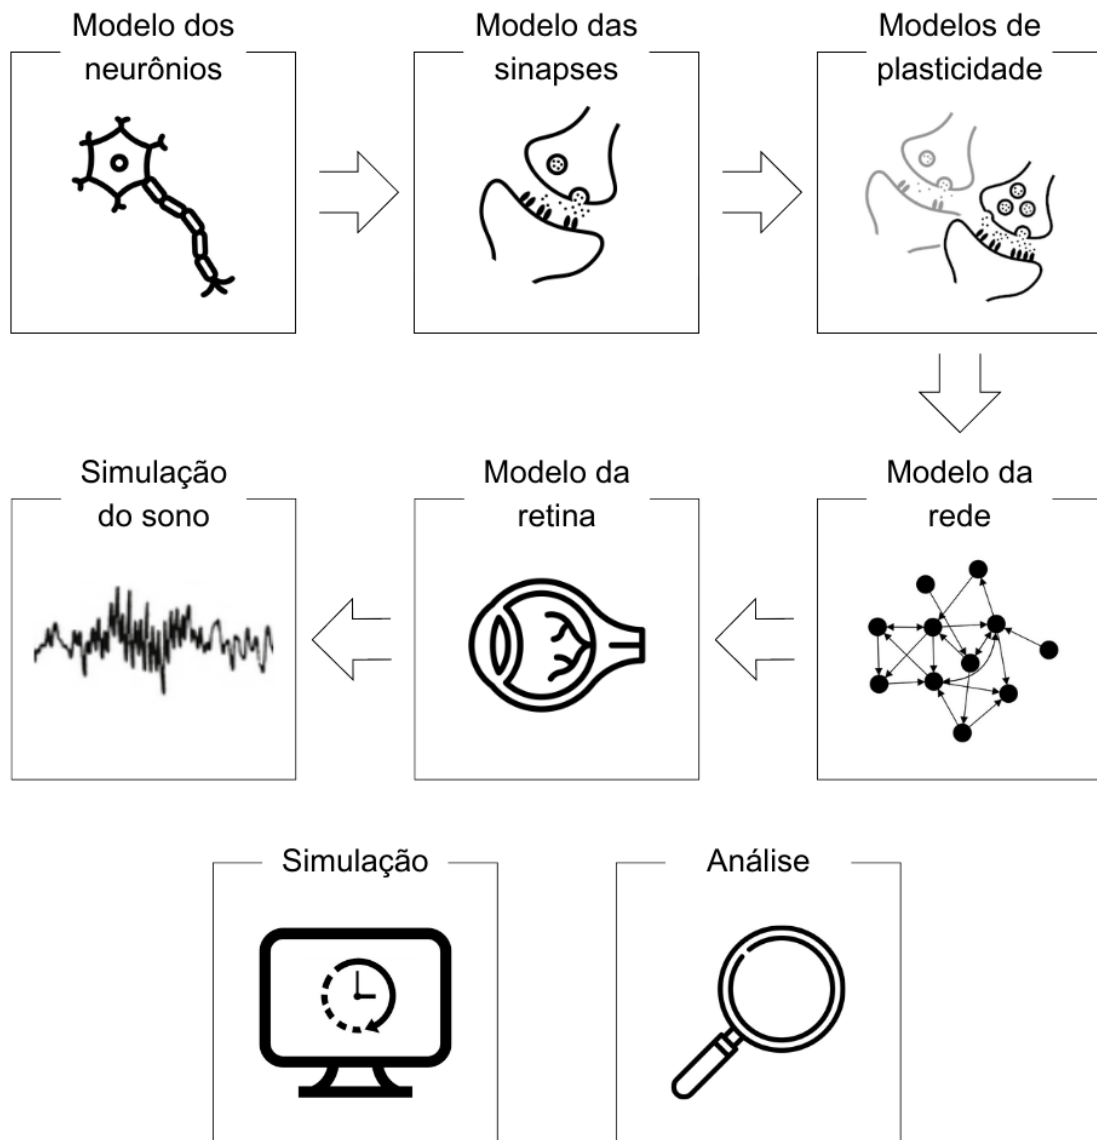 Modelo dos
neurônios
Modelo das
sinapses
Modelos de
plasticidade
Simulação
do sono
Modelo da
retina
Modelo da
rede
Simulação
Análise